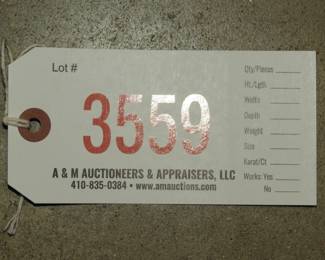 Lot #
3559
A & M AUCTIONEERS & APPRAISERS, LLC
410-835-0384 • www.amauctions.com
Qty/Pieces
Ht./Lgth
Width
Depth
Weight
Size
Karat/Ct
Works: Yes
No